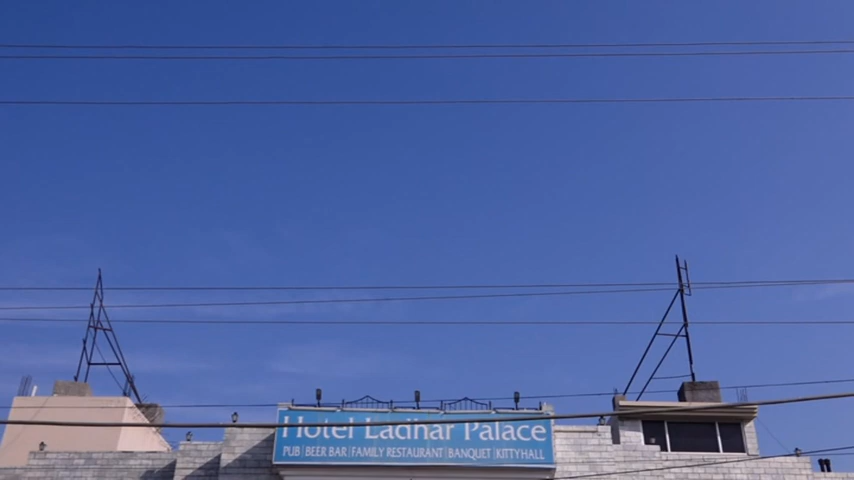 Hotel Ladhar Palace
PUB | BEER BAR | FAMILY RESTAURANT | BANQUET | KITTYHALL